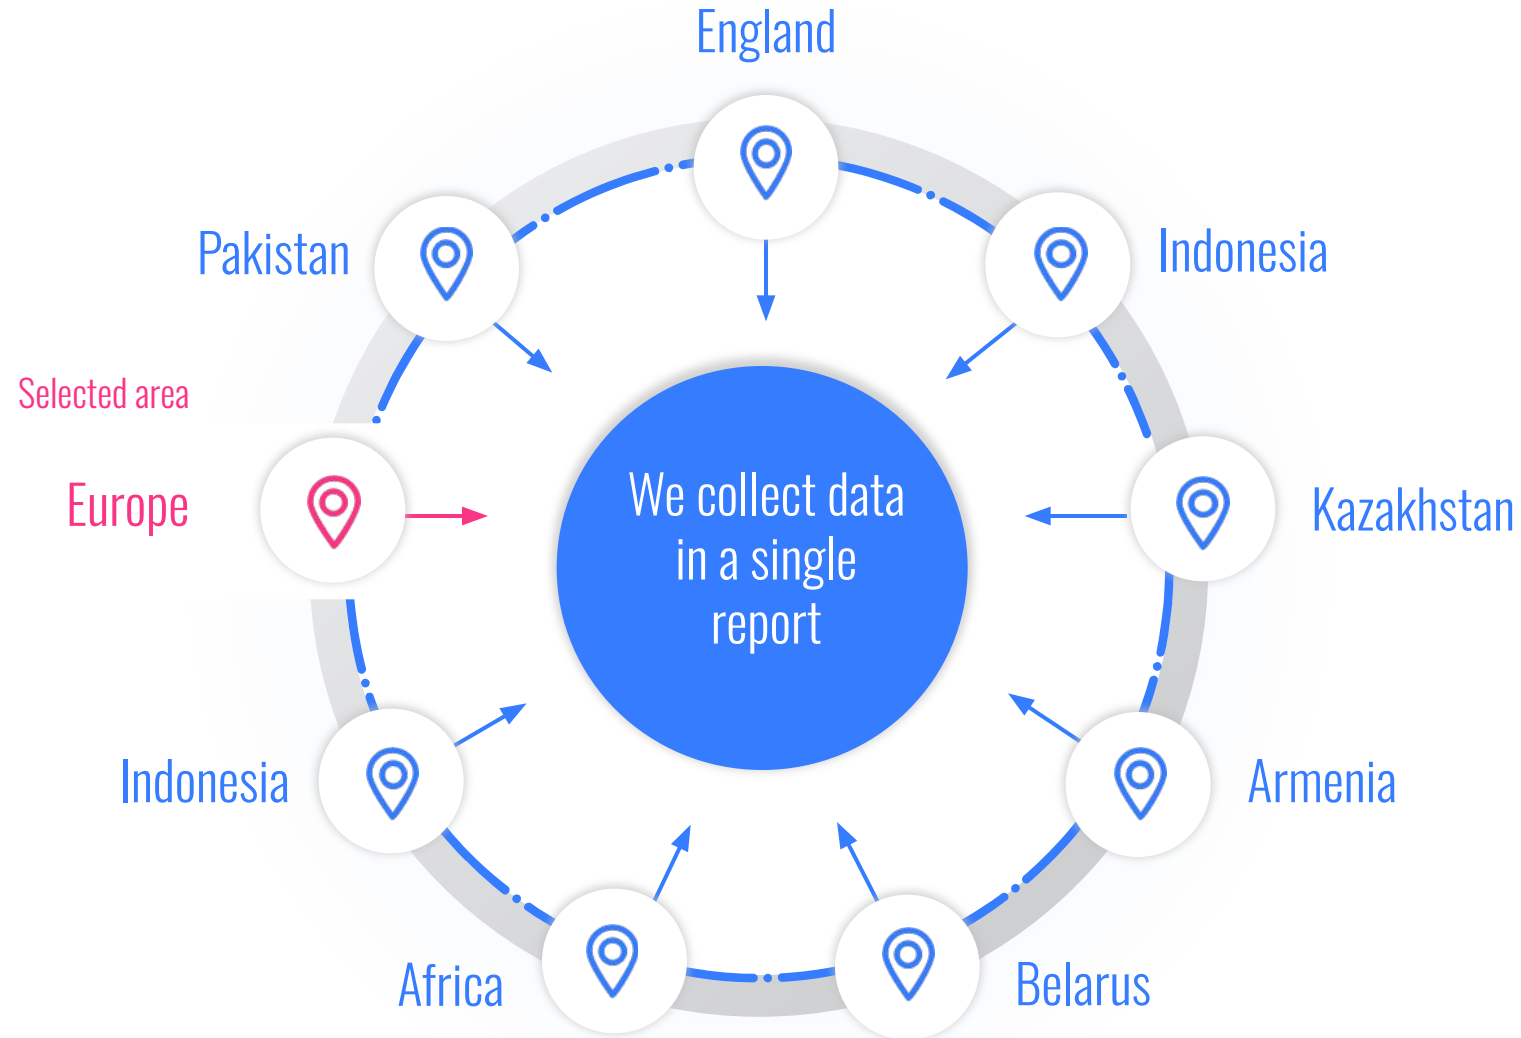 England
Pakistan
Indonesia
Selected area
Europe
We collect data
in a single
report
Kazakhstan
Indonesia
Armenia
Africa
Belarus